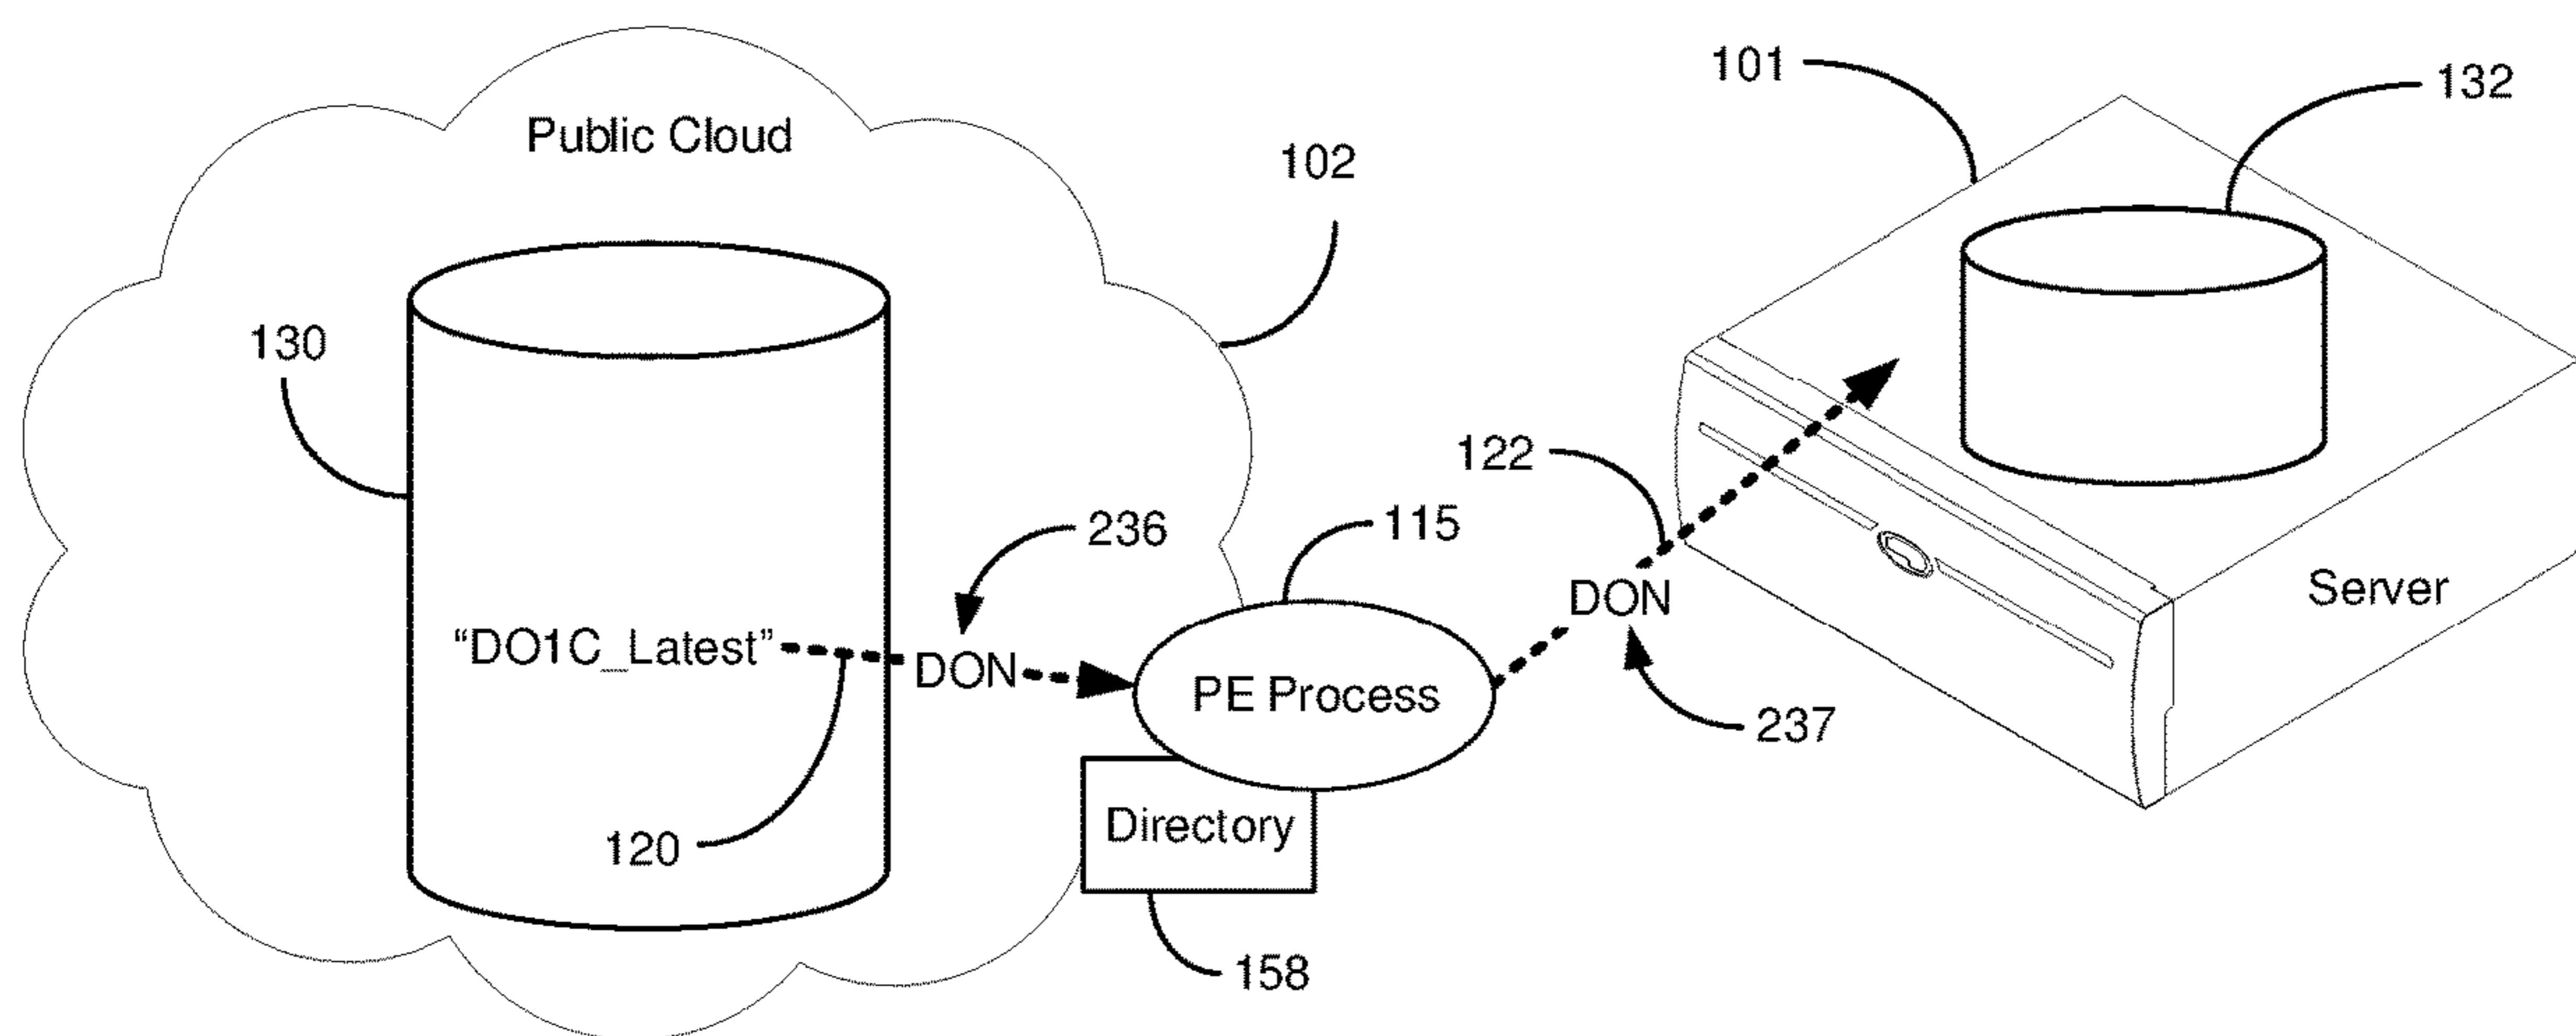 101
132
Public Cloud
102
130
122
236
115
DON
Server
“DO1C_Latest”
DON
PE Process
237
120
Directory
158